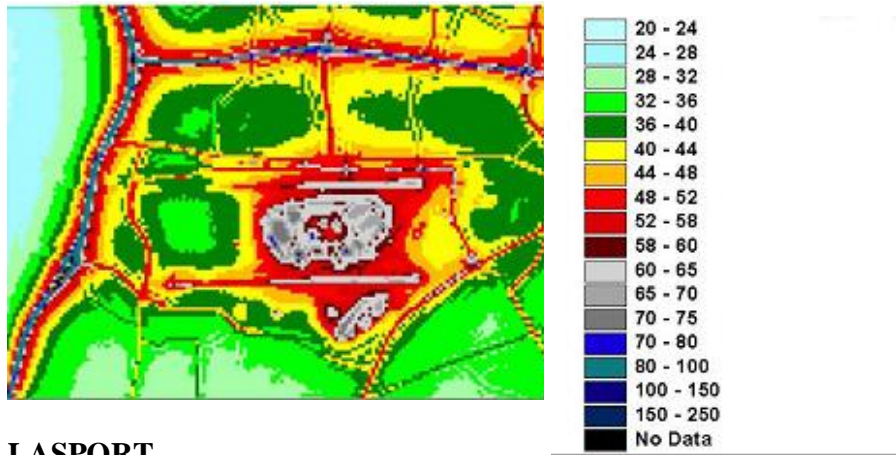 20 - 24
24 - 28
28 - 32
32 - 36
36 - 40
40 - 44
44 - 48
48 - 52
52 - 58
58 - 60
60 - 65
65 - 70
70 - 75
70 - 80
80 - 100
100 - 150
150 - 250
No Data
LASPORT